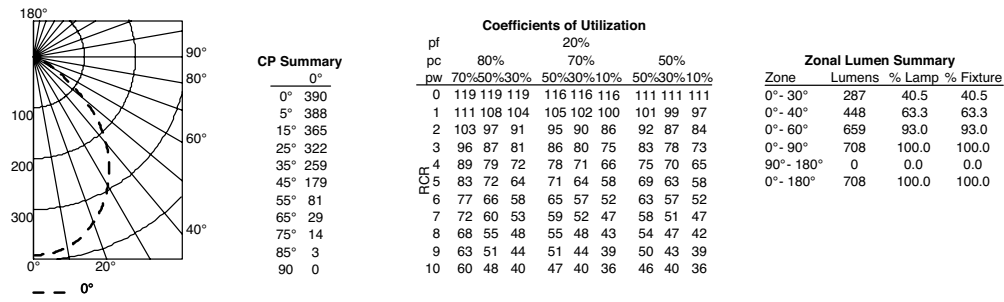 180°
90°
80°
60°
40°
100
200
300
0° 20°
0°
CP Summary
0°
0° 390
5° 388
15° 365
25° 322
35° 259
45° 179
55° 81
65° 29
75° 14
85° 3
90 0
Coefficients of Utilization
pf 20%
pc 80% 70% 50%
pw 70%50%30% 50%30%10% 50%30%10%
RCR
0 119 119 119 116 116 116 111 111 111
1 111 108 104 105 102 100 101 99 97
2 103 97 91 95 90 86 92 87 84
3 96 87 81 86 80 75 83 78 73
4 89 79 72 78 71 66 75 70 65
5 83 72 64 71 64 58 69 63 58
6 77 66 58 65 57 52 63 57 52
7 72 60 53 59 52 47 58 51 47
8 68 55 48 55 48 43 54 47 42
9 63 51 44 51 44 39 50 43 39
10 60 48 40 47 40 36 46 40 36
Zonal Lumen Summary
Zone Lumens % Lamp % Fixture
0°- 30° 287 40.5 40.5
0°- 40° 448 63.3 63.3
0°- 60° 659 93.0 93.0
0°- 90° 708 100.0 100.0
90°- 180° 0 0.0 0.0
0°- 180° 708 100.0 100.0